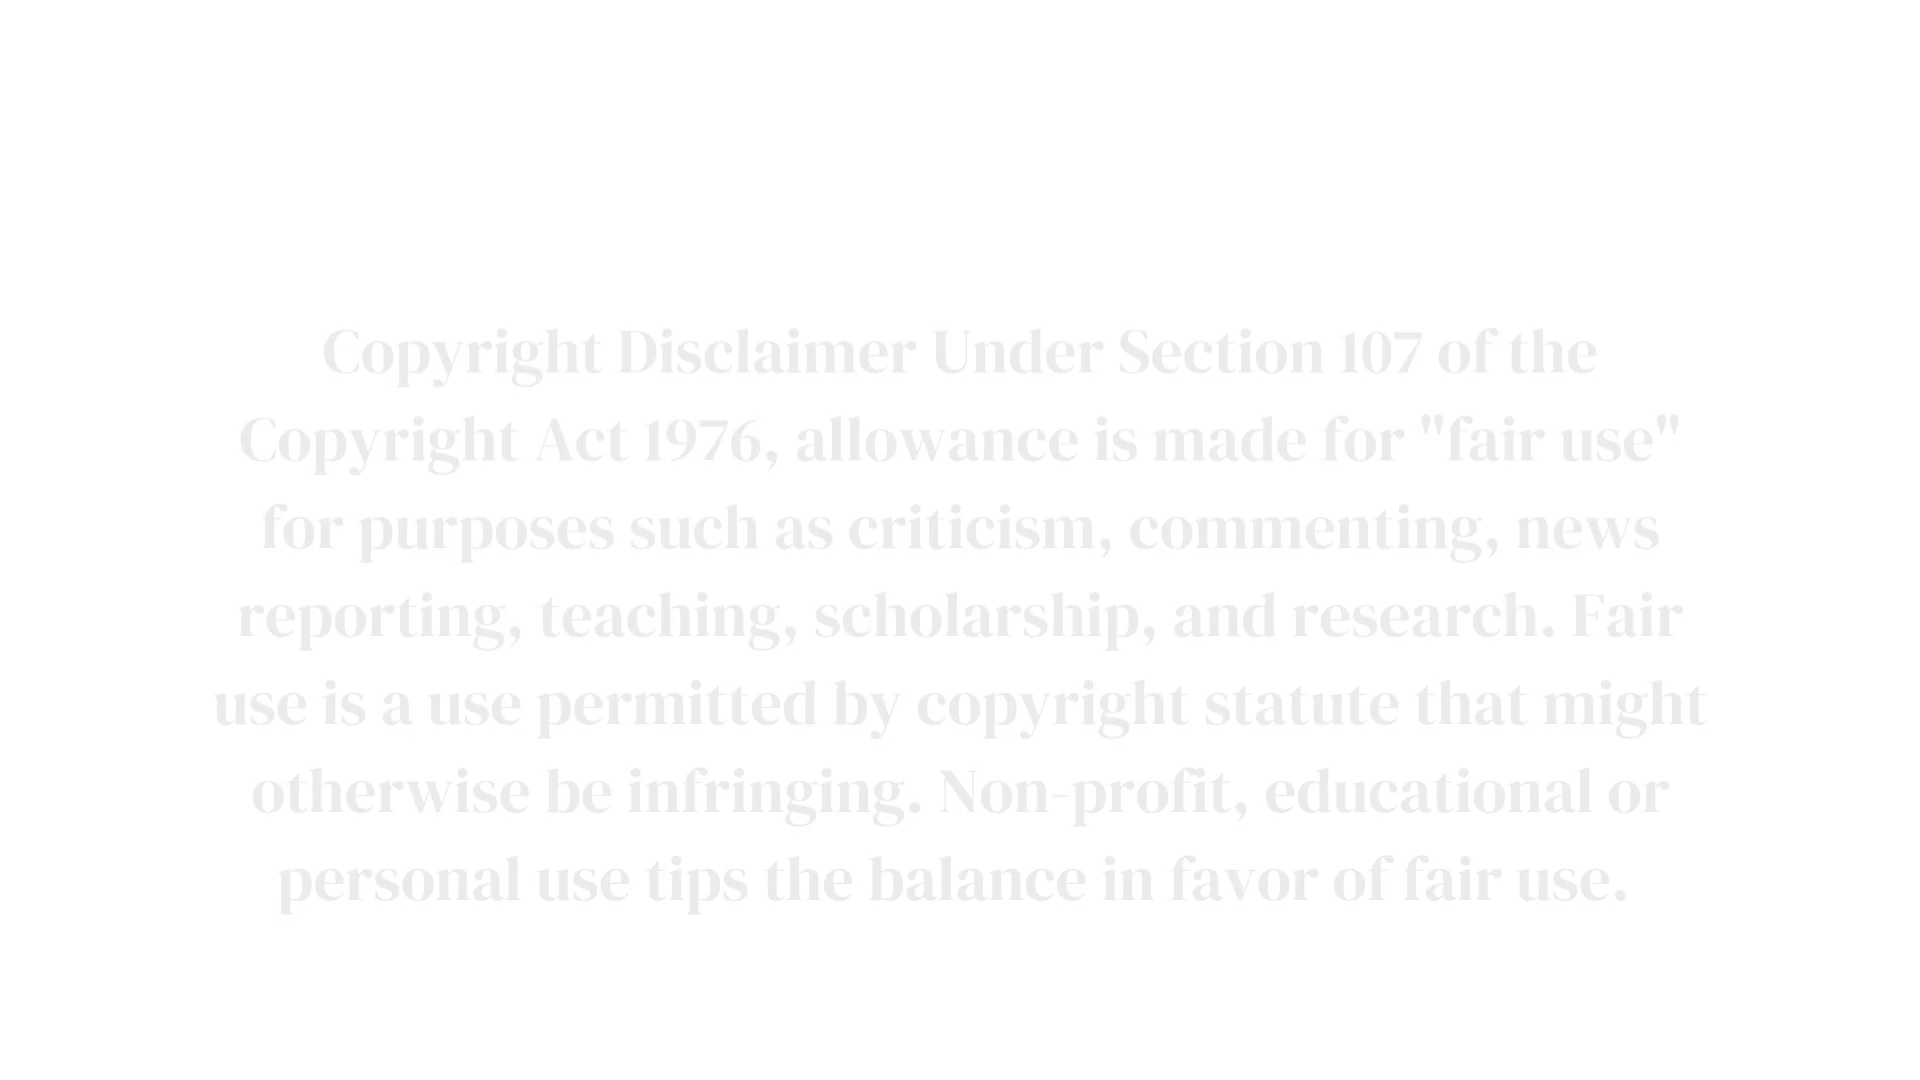 Copyright Disclaimer Under Section 107 of the
Copyright Act 1976, allowance is made for "fair use"
for purposes such as criticism, commenting, news
reporting, teaching, scholarship, and research. Fair
use is a use permitted by copyright statute that might
otherwise be infringing. Non-profit, educational or
personal use tips the balance in favor of fair use.